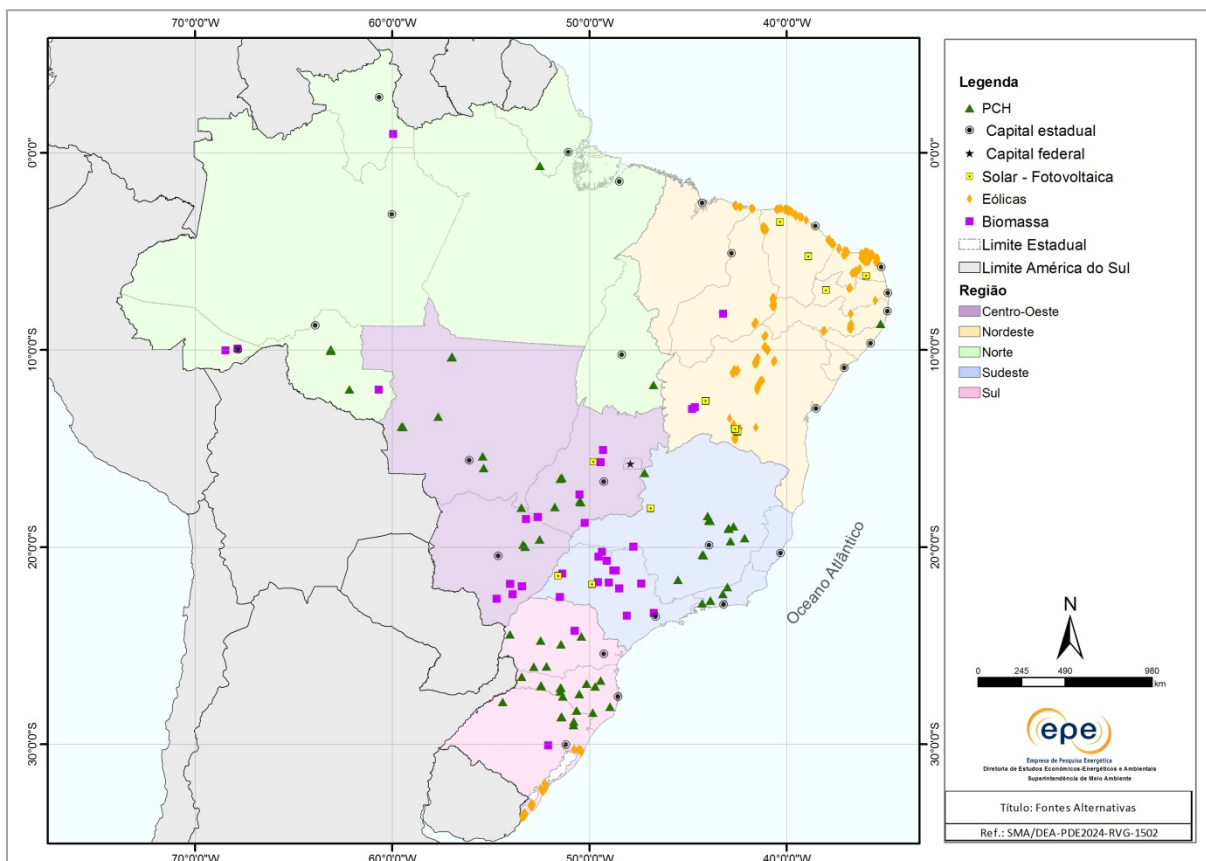 70°0'0"W 60°0'0"W 50°0'0"W 40°0'0"W
0°0'0"
10°0'0"S
20°0'0"S
30°0'0"S
Oceano Atlântico
70°0'0"W 60°0'0"W 50°0'0"W 40°0'0"W
0°0'0"
10°0'0"S
20°0'0"S
30°0'0"S
Legenda
PCH
Capital estadual
Capital federal
Solar - Fotovoltaica
Eólicas
Biomassa
Limite Estadual
Limite América do Sul
Região
Centro-Oeste
Nordeste
Norte
Sudeste
Sul
N
0 245 490 980
km
epe
Empresa de Pesquisa Energética
Diretoria de Estudos Econômicos-Energéticos e Ambientais
Superintendência de Meio Ambiente
Título: Fontes Alternativas
Ref.: SMA/DEA-PDE2024-RVG-1502